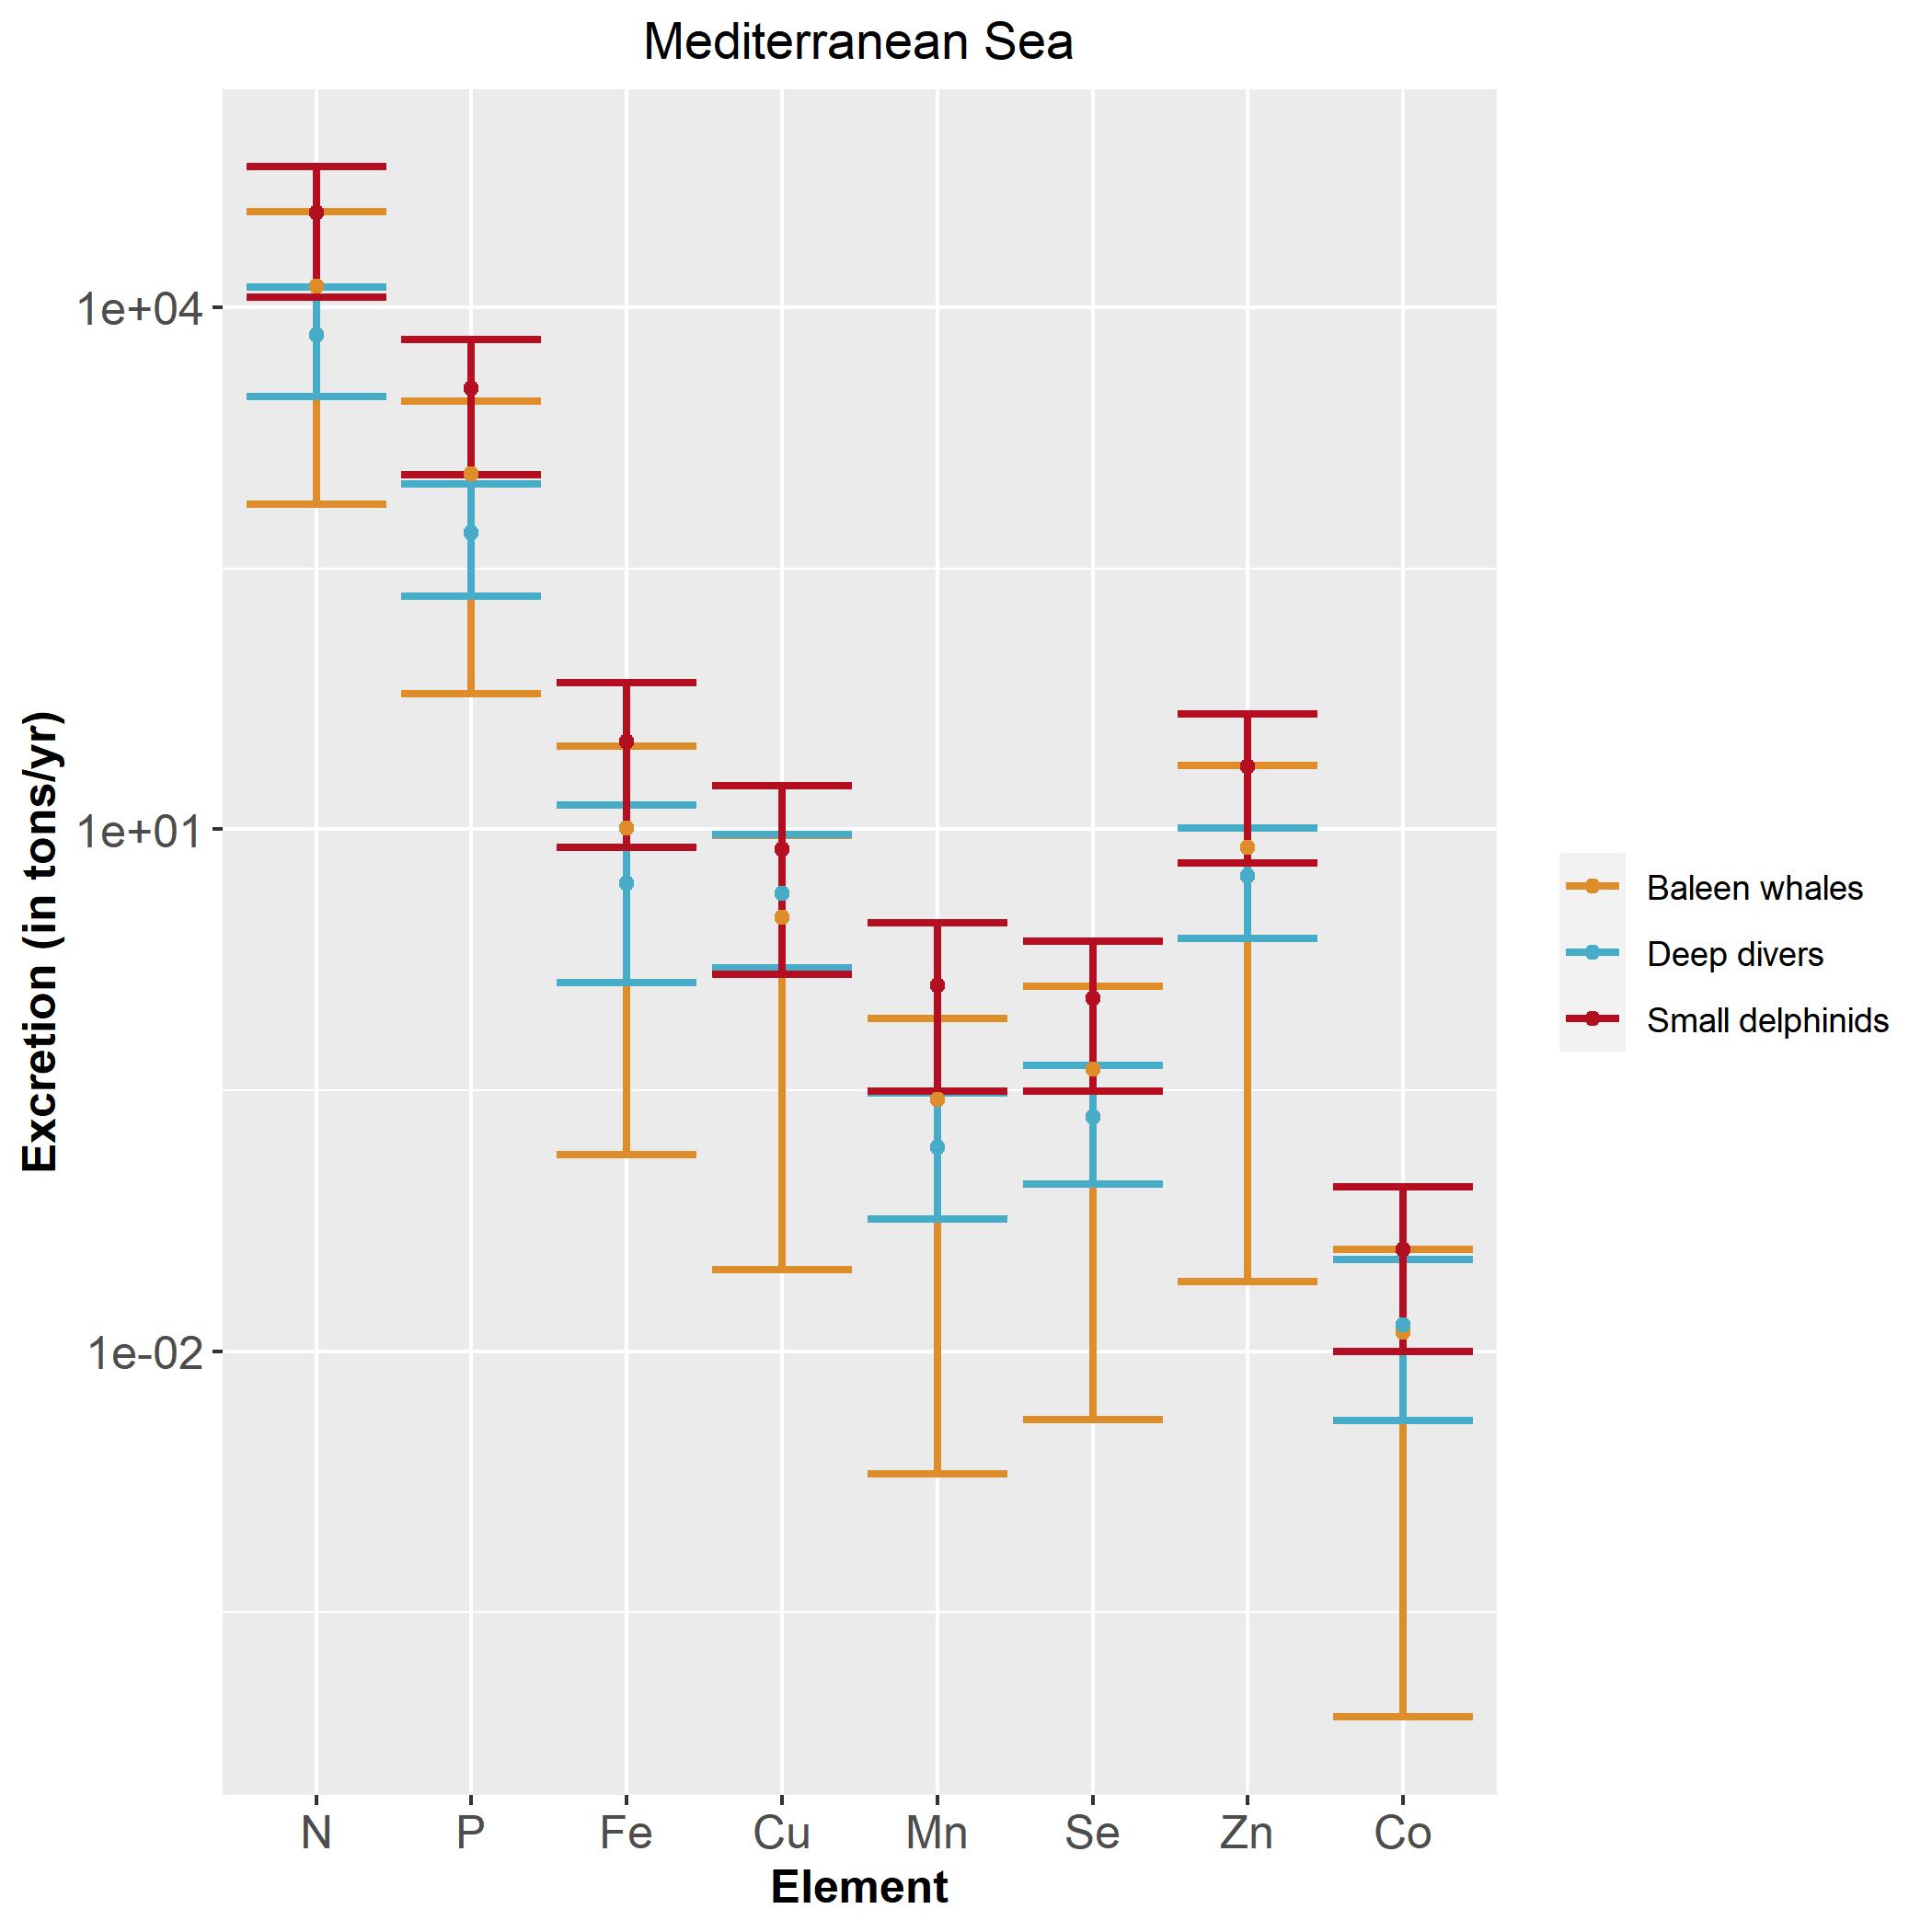 Mediterranean Sea
Excretion (in tons/yr)
1e+04
1e+01
1e-02
N P Fe Cu Mn Se Zn Co
Element
Baleen whales
Deep divers
Small delphinids